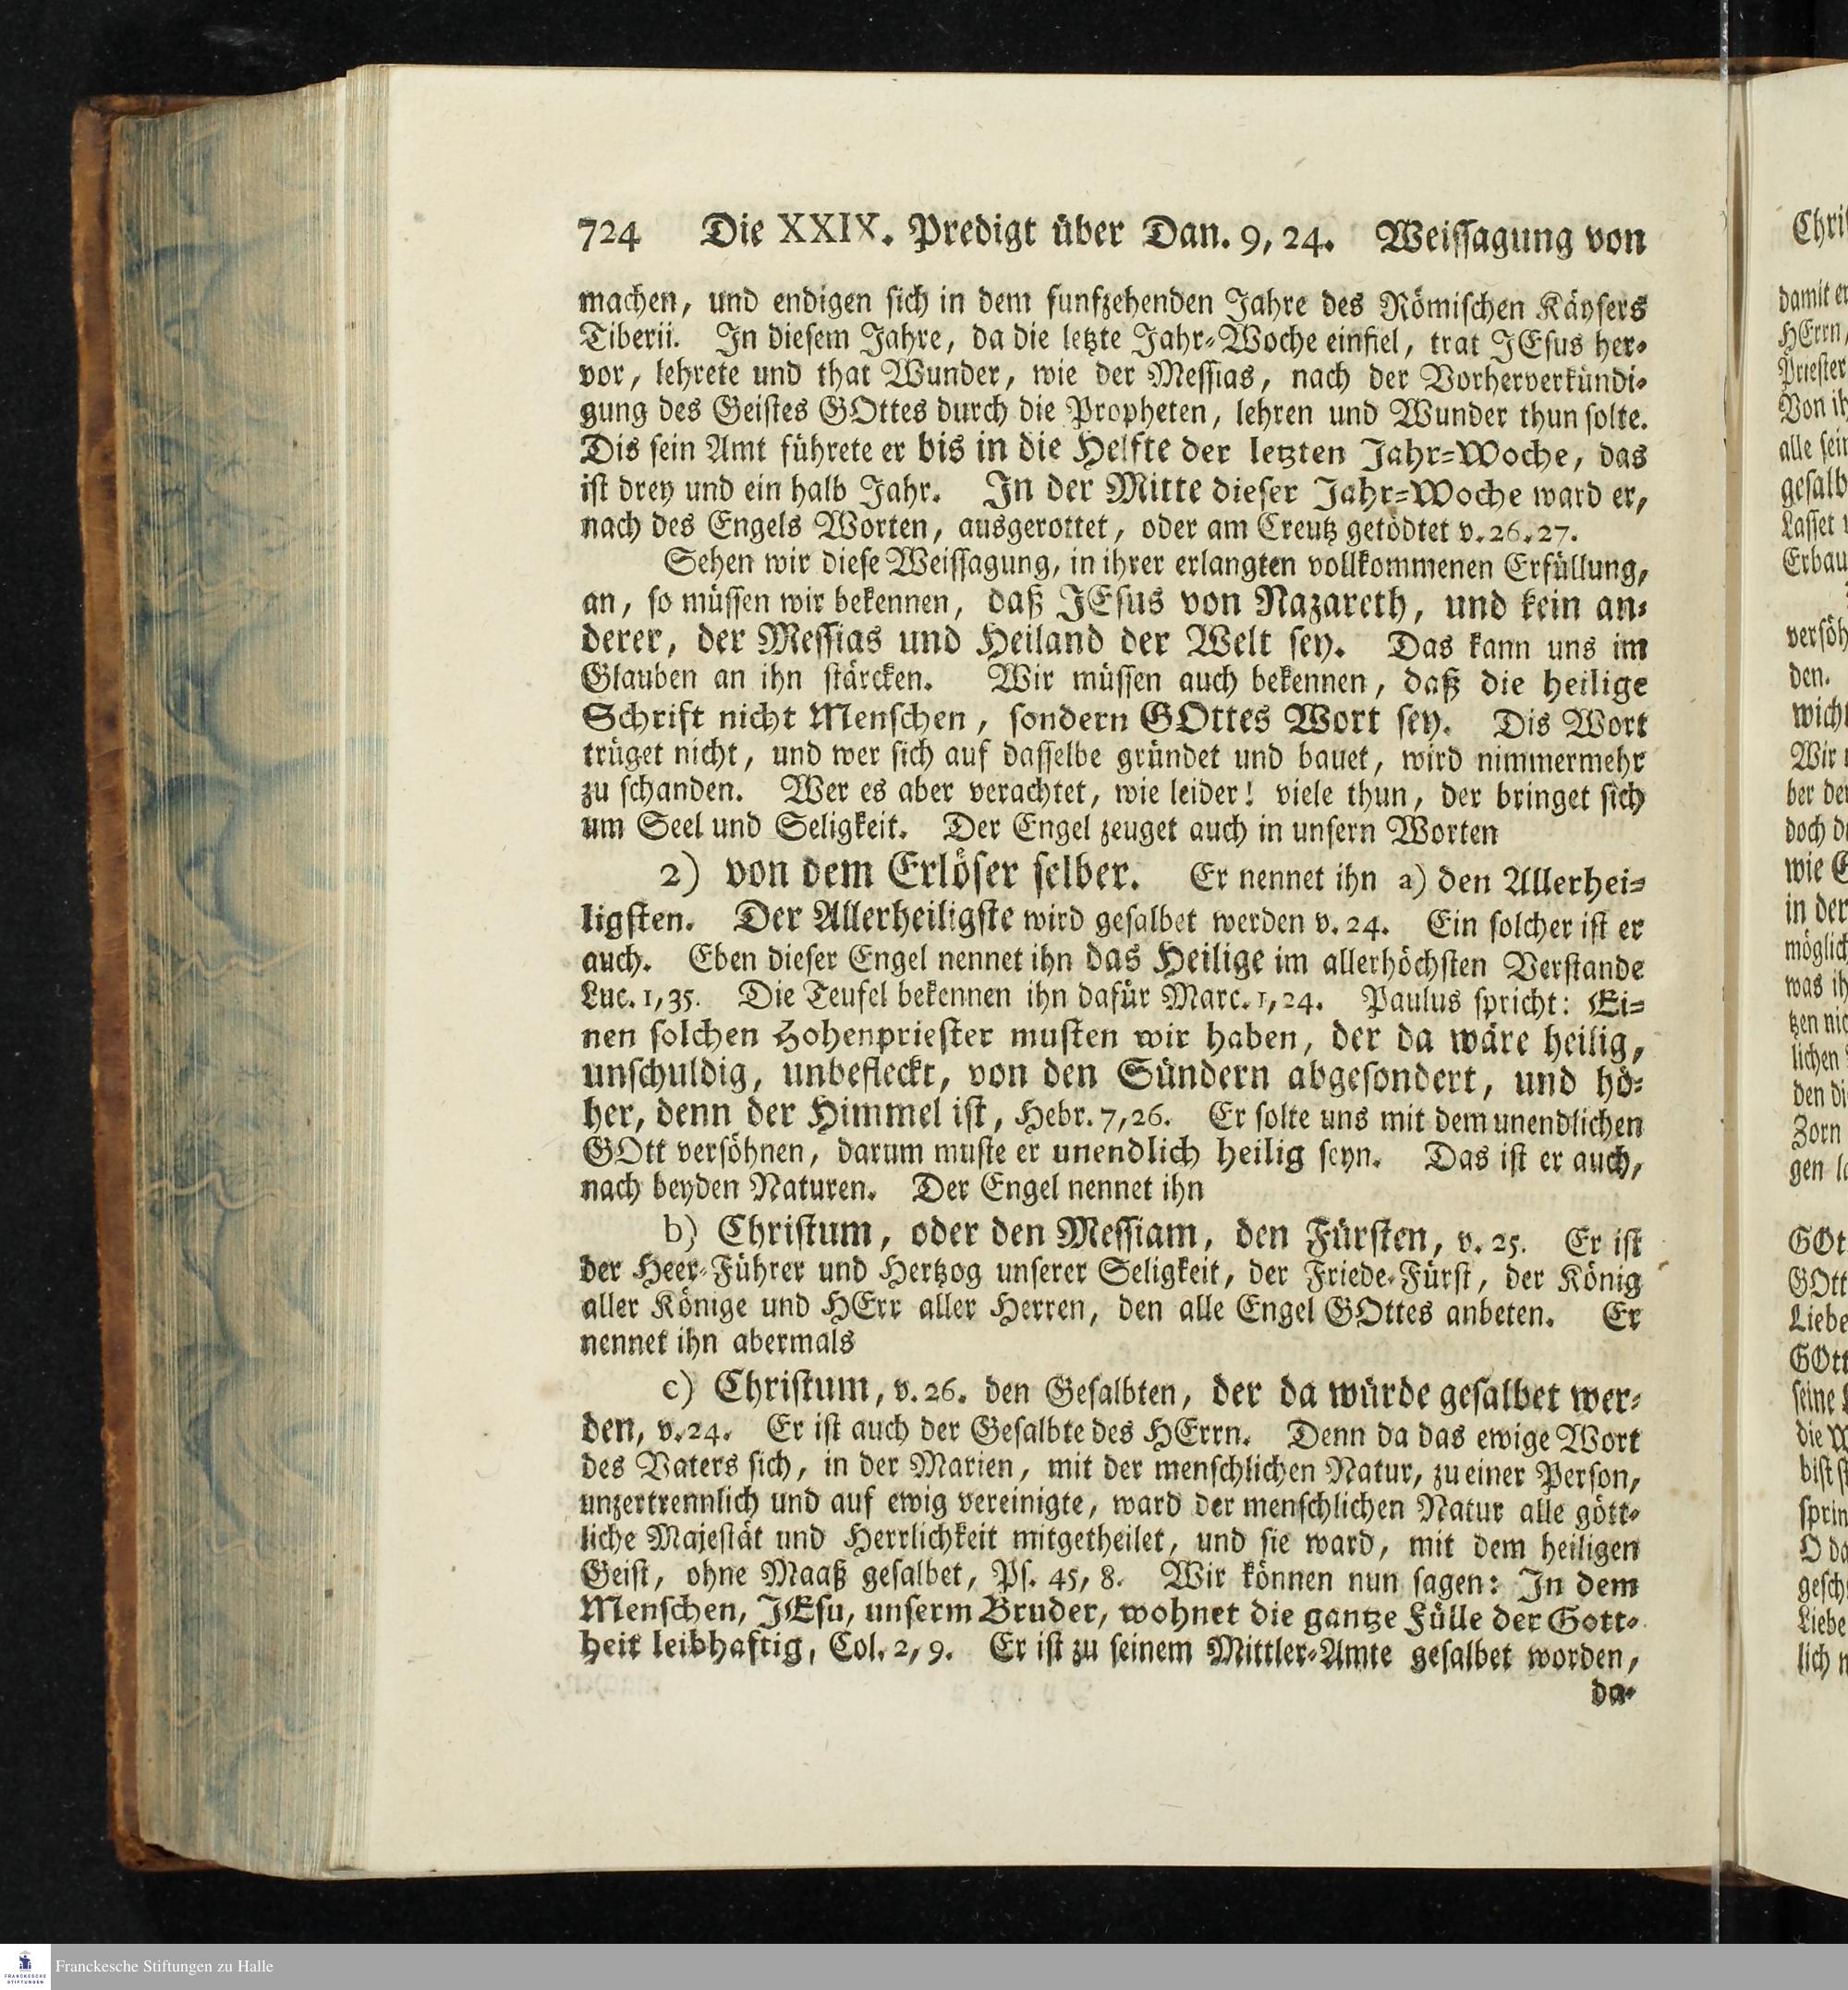 724 Die XXIX. Predigt über Dan. 9, 24. Weissagung von
machen, und endigen sich in dem funfzehenden Jahre des Römischen Käysers
Tiberii. In diesem Jahre, da die letzte Jahr-Woche einfiel, trat JEsus her-
vor, lehrete und that Wunder, wie der Messias, nach der Vorherverkündi-
gung des Geistes GOttes durch die Propheten, lehren und Wunder thun solte.
Dis sein Amt führete er bis in die Helfte der letzten Jahr-Woche, das
ist drey und ein halb Jahr. In der Mitte dieser Jahr-Woche ward er,
nach des Engels Worten, ausgerottet, oder am Creutz getödtet v. 26. 27.
Sehen wir diese Weissagung, in ihrer erlangten vollkommenen Erfüllung,
an, so müssen wir bekennen, daß JEsus von Nazareth, und kein an-
derer, der Messias und Heiland der Welt sey. Das kann uns im
Glauben an ihn stärcken. Wir müssen auch bekennen, daß die heilige
Schrift nicht Menschen, sondern GOttes Wort sey. Dis Wort
trüget nicht, und wer sich auf dasselbe gründet und bauet, wird nimmermehr
zu schanden. Wer es aber verachtet, wie leider! viele thun, der bringet sich
um Seel und Seligkeit. Der Engel zeuget auch in unsern Worten
2) von dem Erlöser selber. Er nennet ihn a) den Allerhei-
ligsten. Der Allerheiligste wird gesalbet werden v. 24. Ein solcher ist er
auch. Eben dieser Engel nennet ihn das Heilige im allerhöchsten Verstande
Luc. 1, 35. Die Teufel bekennen ihn dafür Marc. 1, 24. Paulus spricht: Ei-
nen solchen Hohenpriester musten wir haben, der da wäre heilig,
unschuldig, unbefleckt, von den Sündern abgesondert, und hö-
her, denn der Himmel ist, Hebr. 7, 26. Er solte uns mit dem unendlichen
GOtt versöhnen, darum muste er unendlich heilig seyn. Das ist er auch,
nach beyden Naturen. Der Engel nennet ihn
b) Christum, oder den Messiam, den Fürsten, v. 25. Er ist
der Heer-Führer und Hertzog unserer Seligkeit, der Friede-Fürst, der König
aller Könige und HErr aller Herren, den alle Engel GOttes anbeten. Er
nennet ihn abermals
c) Christum, v. 26. den Gesalbten, der da würde gesalbet wer-
den, v. 24. Er ist auch der Gesalbte des HErrn. Denn da das ewige Wort
des Vaters sich, in der Marien, mit der menschlichen Natur, zu einer Person,
unzertrennlich und auf ewig vereinigte, ward der menschlichen Natur alle gött-
liche Majestät und Herrlichkeit mitgetheilet, und sie ward, mit dem heiligen
Geist, ohne Maaß gesalbet, Ps. 45, 8. Wir können nun sagen: In dem
Menschen, JEsu, unserm Bruder, wohnet die gantze Fülle der Gott-
heit leibhaftig, Col. 2, 9. Er ist zu seinem Mittler-Amte gesalbet worden,
da-
Franckesche Stiftungen zu Halle